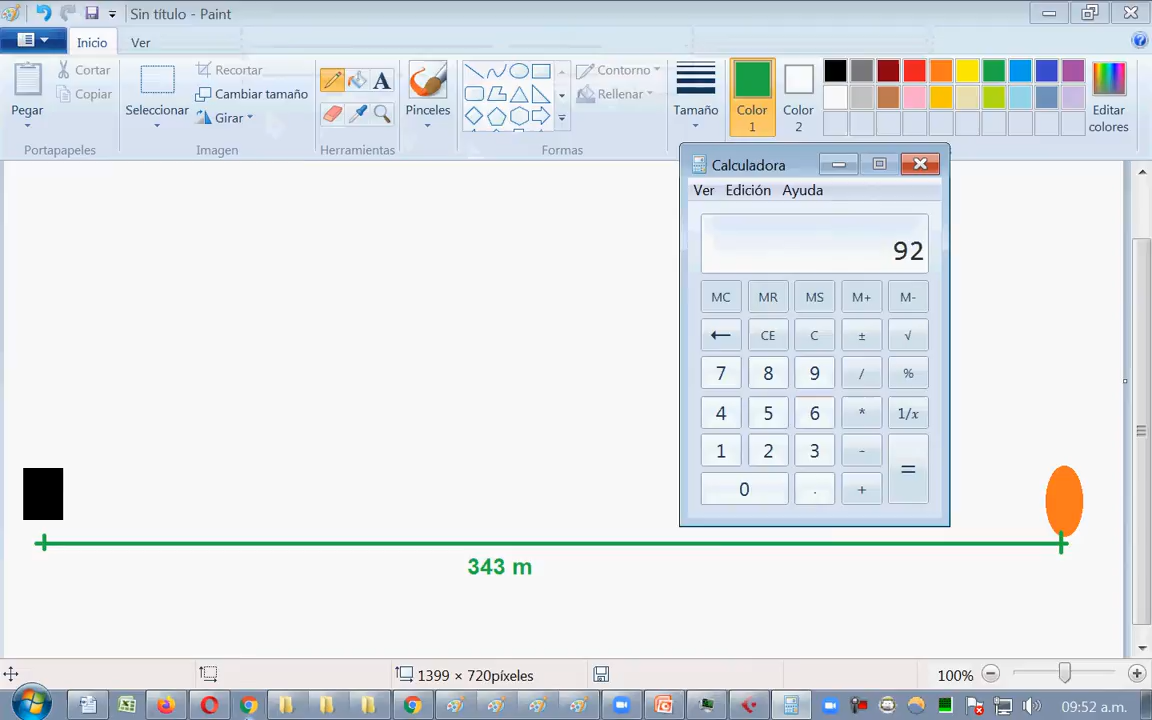 Sin título - Paint
Inicio
Ver
Pegar
Cortar
Copiar
Portapapeles
Seleccionar
Recortar
Cambiar tamaño
Girar
Imagen
A
Herramientas
Pinceles
Contorno
Rellenar
Formas
Tamaño
Color
1
Color
2
Editar
colores
Calculadora
Ver Edición Ayuda
92
MC MR MS M+ M-
← CE C ± √
7 8 9 / %
4 5 6 * 1/x
1 2 3 - =
0 . +
343 m
1399 × 720píxeles
100%
09:52 a.m.